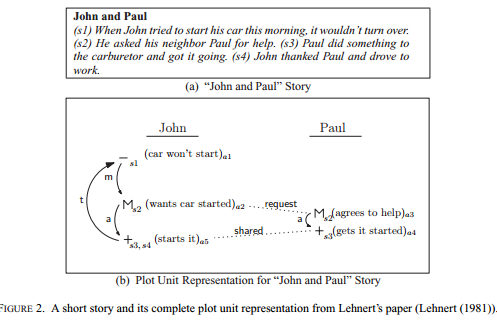 John and Paul
(s1) When John tried to start his car this morning, it wouldn't turn over.
(s2) He asked his neighbor Paul for help. (s3) Paul did something to
the carburetor and got it going. (s4) John thanked Paul and drove to
work.
(a) "John and Paul" Story
John Paul
− s1 (car won't start)a1
m
t
M s2 (wants car started)a2 request
a M s2 (agrees to help)a3
a
+ s3, s4 (starts it)a5 shared + s3 (gets it started)a4
(b) Plot Unit Representation for "John and Paul" Story
FIGURE 2. A short story and its complete plot unit representation from Lehnert's paper (Lehnert (1981)).